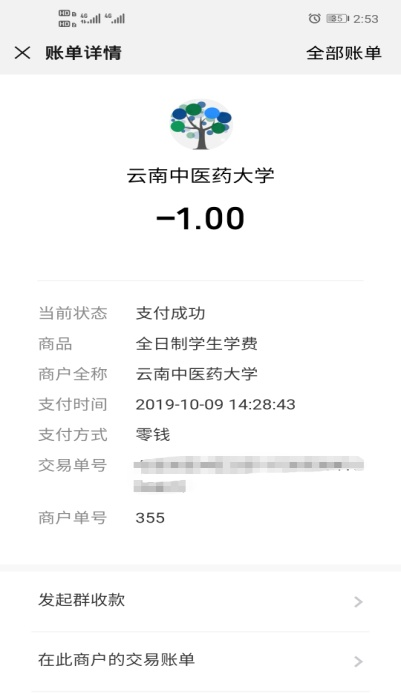 4G 4G 25 2:53
账单详情 全部账单
云南中医药大学
-1.00
当前状态 支付成功
商品 全日制学生学费
商户全称 云南中医药大学
支付时间 2019-10-09 14:28:43
支付方式 零钱
交易单号
商户单号 355
发起群收款
在此商户的交易账单